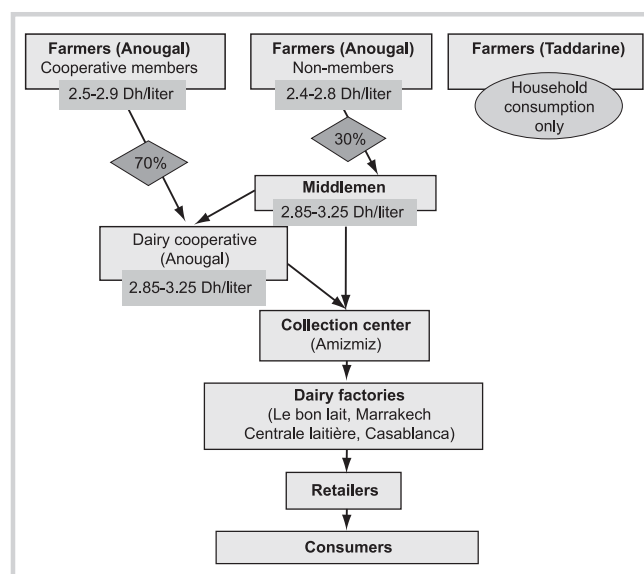 Farmers (Anougal)
Cooperative members
2.5-2.9 Dh/liter
Farmers (Anougal)
Non-members
2.4-2.8 Dh/liter
Farmers (Taddarine)
Household
consumption
only
70%
30%
Middlemen
2.85-3.25 Dh/liter
Dairy cooperative
(Anougal)
2.85-3.25 Dh/liter
Collection center
(Amizmiz)
Dairy factories
(Le bon lait, Marrakech
Centrale laitière, Casablanca)
Retailers
Consumers